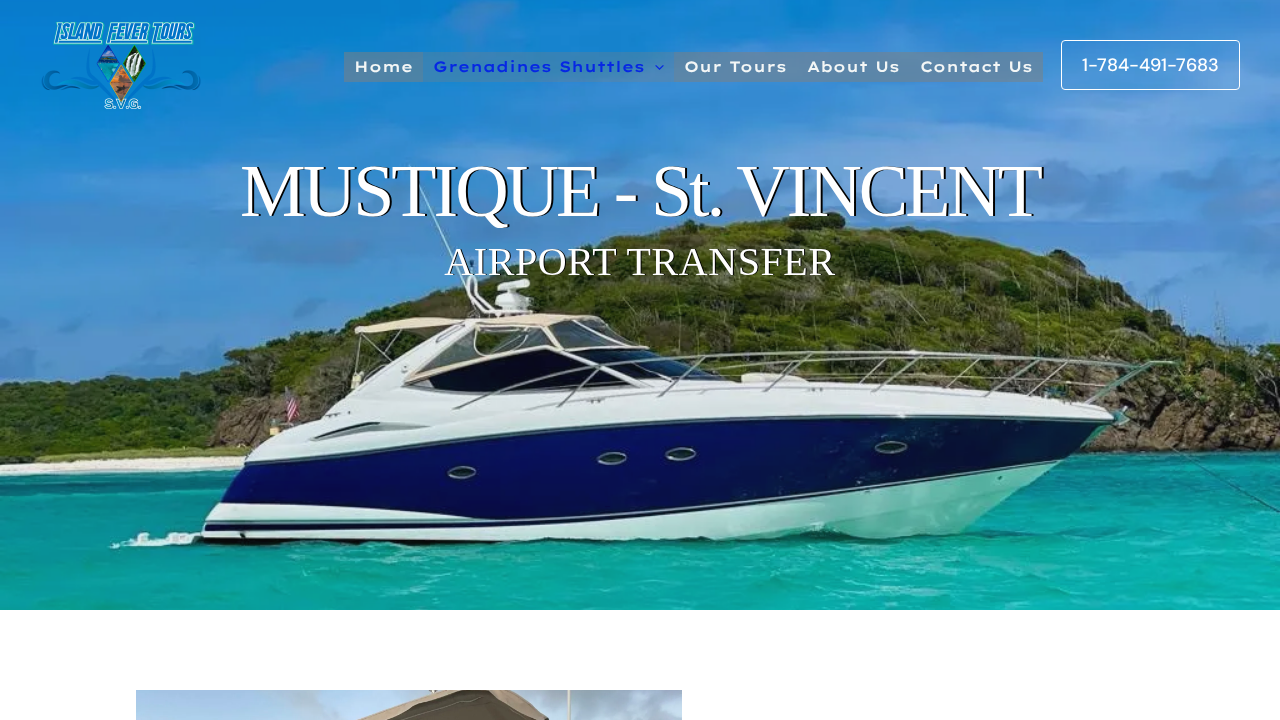 ISLAND FEVER TOURS
S.V.G.
Home
Grenadines Shuttles
Our Tours
About Us
Contact Us
1-784-491-7683
MUSTIQUE - St. VINCENT
AIRPORT TRANSFER